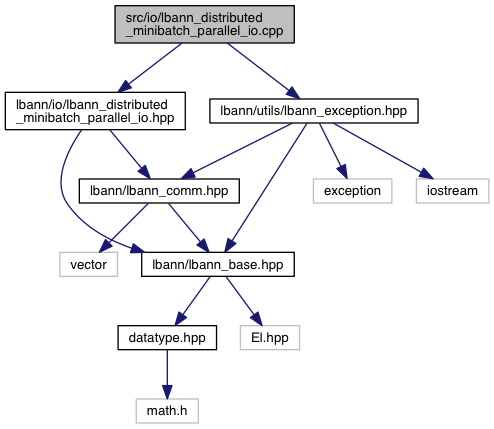 src/io/lbann_distributed
_minibatch_parallel_io.cpp
lbann/io/lbann_distributed
_minibatch_parallel_io.hpp
lbann/utils/lbann_exception.hpp
lbann/lbann_comm.hpp
exception
iostream
vector
lbann/lbann_base.hpp
datatype.hpp
El.hpp
math.h